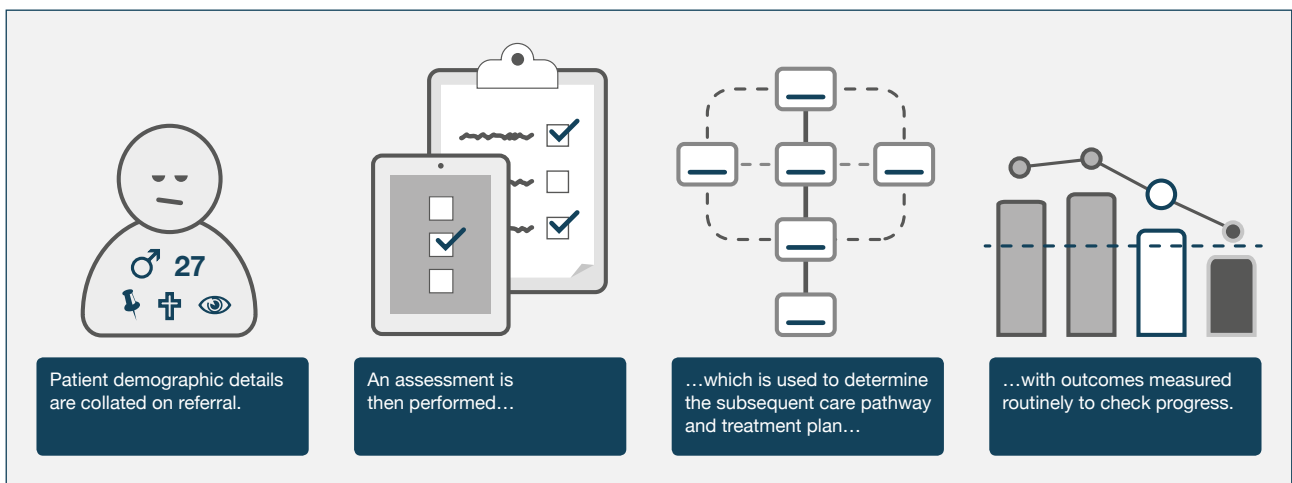 27
Patient demographic details
are collated on referral.
An assessment is
then performed…
…which is used to determine
the subsequent care pathway
and treatment plan…
…with outcomes measured
routinely to check progress.